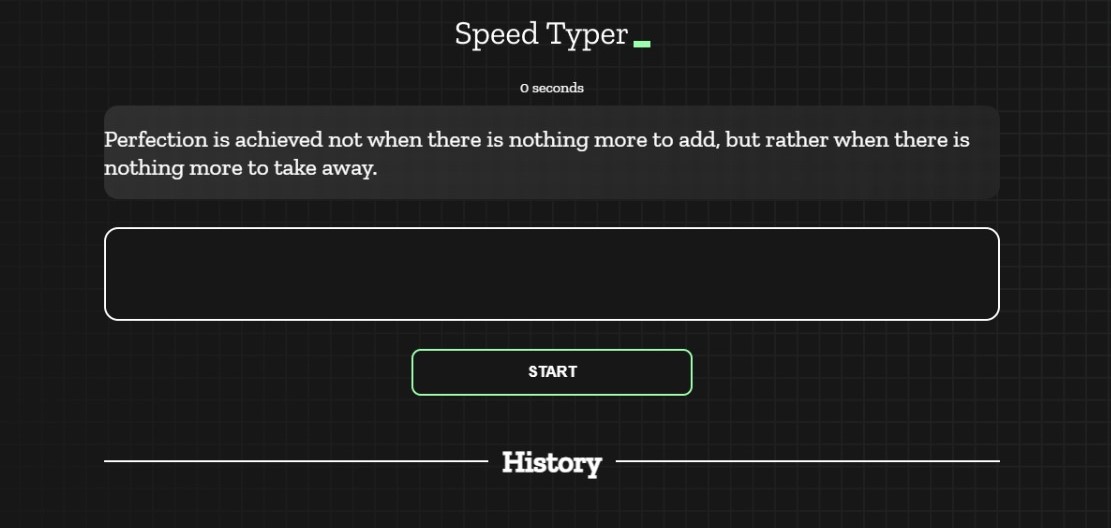 Speed Typer
0 seconds
Perfection is achieved not when there is nothing more to add, but rather when there is
nothing more to take away.
START
History